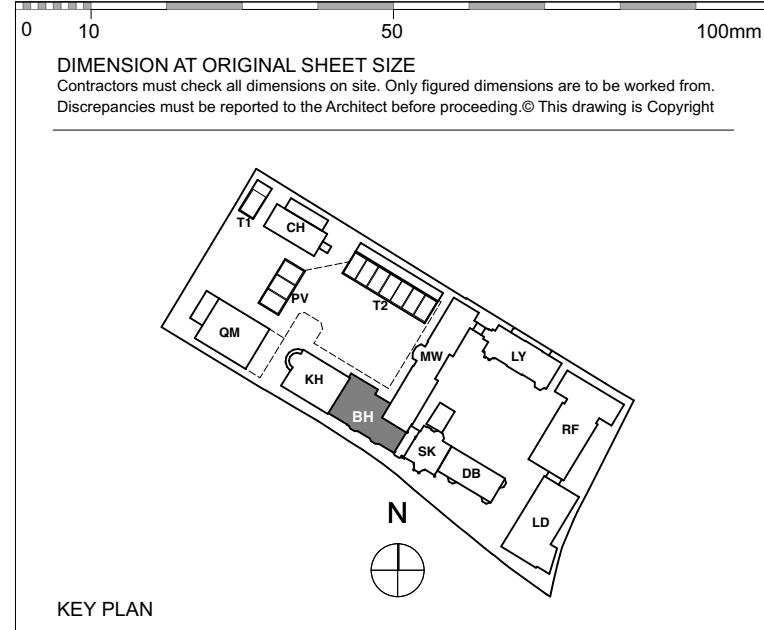 0 10 50 100mm
DIMENSION AT ORIGINAL SHEET SIZE
Contractors must check all dimensions on site. Only figured dimensions are to be worked from.
Discrepancies must be reported to the Architect before proceeding.© This drawing is Copyright
T1
CH
PV
T2
QM
MW
LY
KH
BH
RF
SK
DB
LD
N
KEY PLAN